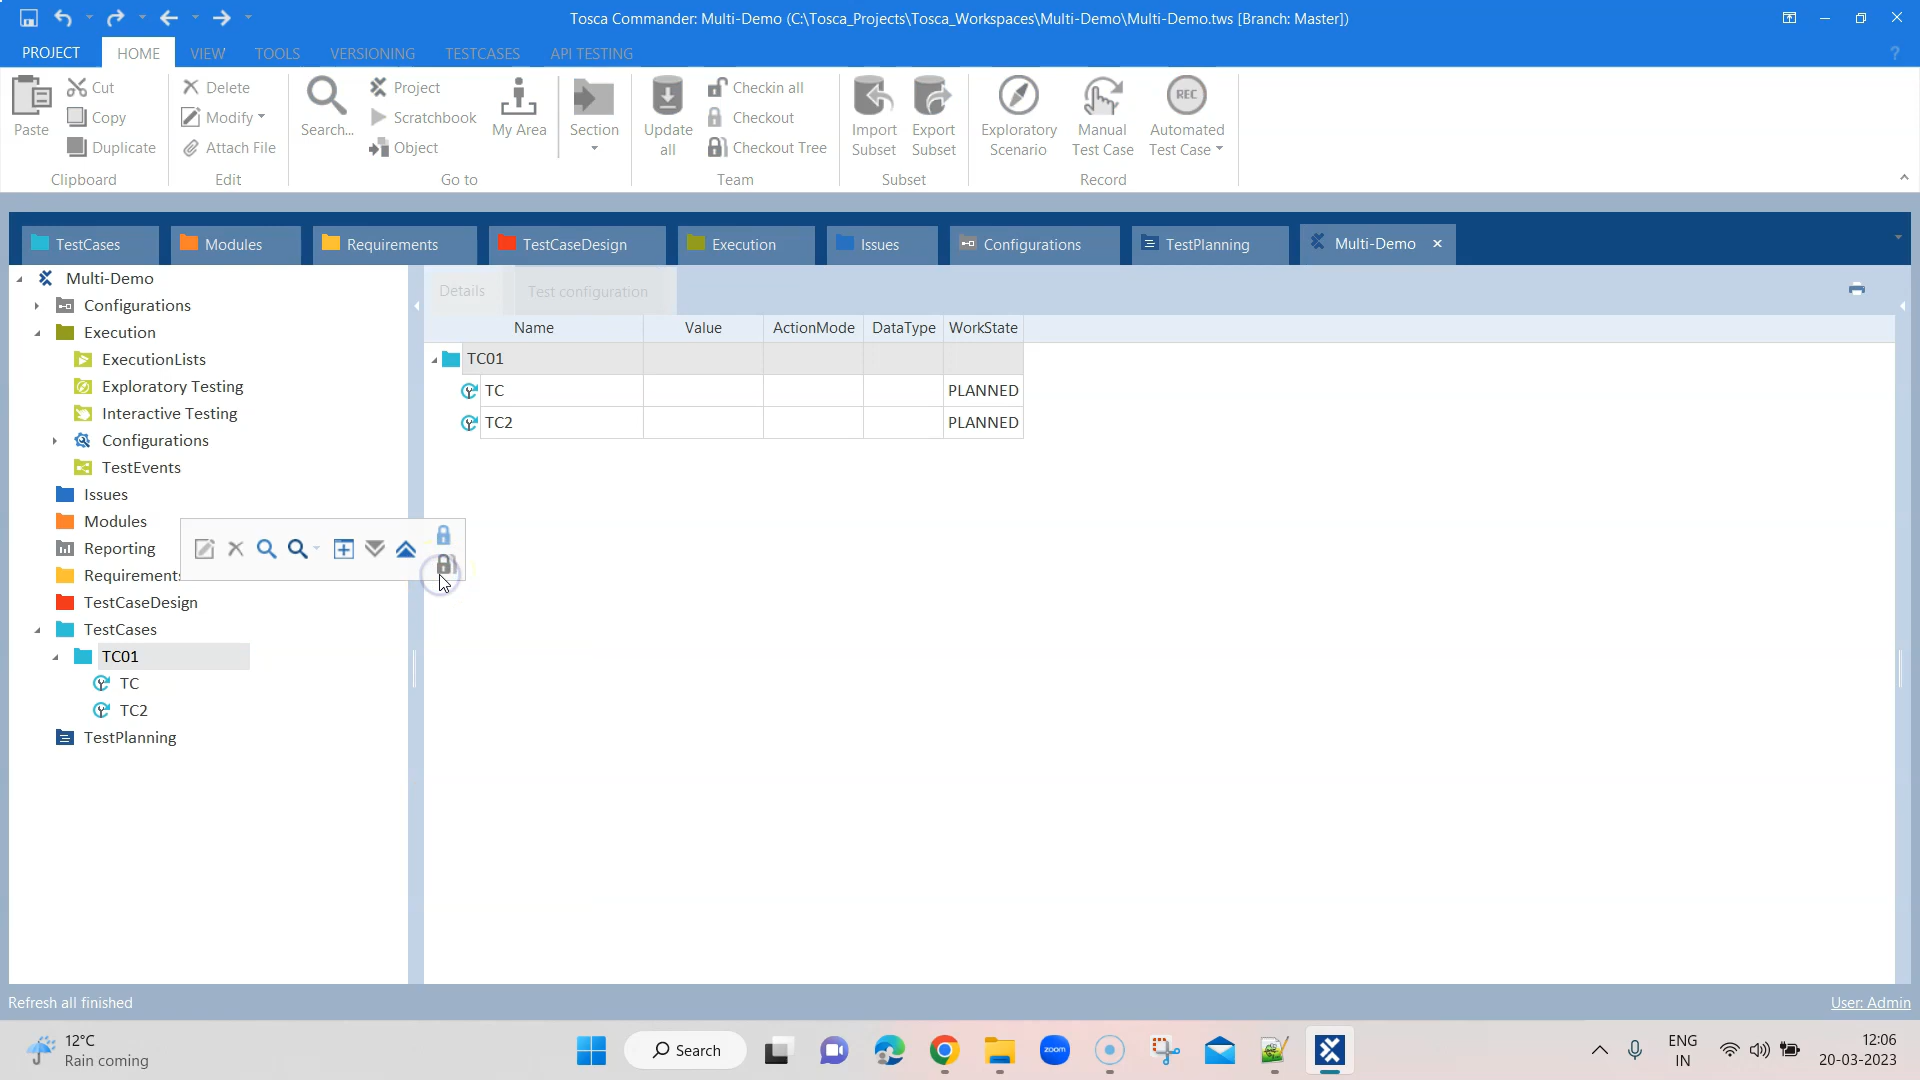 Tosca Commander: Multi-Demo (C:\Tosca_Projects\Tosca_Workspaces\Multi-Demo\Multi-Demo.tws [Branch: Master])
PROJECT HOME VIEW TOOLS VERSIONING TESTCASES API TESTING ?
Paste
Cut
Copy
Duplicate
Clipboard
Delete
Modify
Attach File
Edit
Search...
Project
Scratchbook
Object
My Area
Go to
Section
Update
all
Checkin all
Checkout
Checkout Tree
Team
Import
Subset
Export
Subset
Subset
Exploratory
Scenario
Manual
Test Case
REC
Automated
Test Case
Record
TestCases Modules Requirements TestCaseDesign Execution Issues Configurations TestPlanning Multi-Demo
Multi-Demo
Configurations
Execution
ExecutionLists
Exploratory Testing
Interactive Testing
Configurations
TestEvents
Issues
Modules
Reporting
Requirements
TestCaseDesign
TestCases
TC01
TC
TC2
TestPlanning
Details Test configuration
Name Value ActionMode DataType WorkState
TC01
TC PLANNED
TC2 PLANNED
Refresh all finished
User: Admin
12°C
Rain coming
Search
zoom
ENG
IN
12:06
20-03-2023